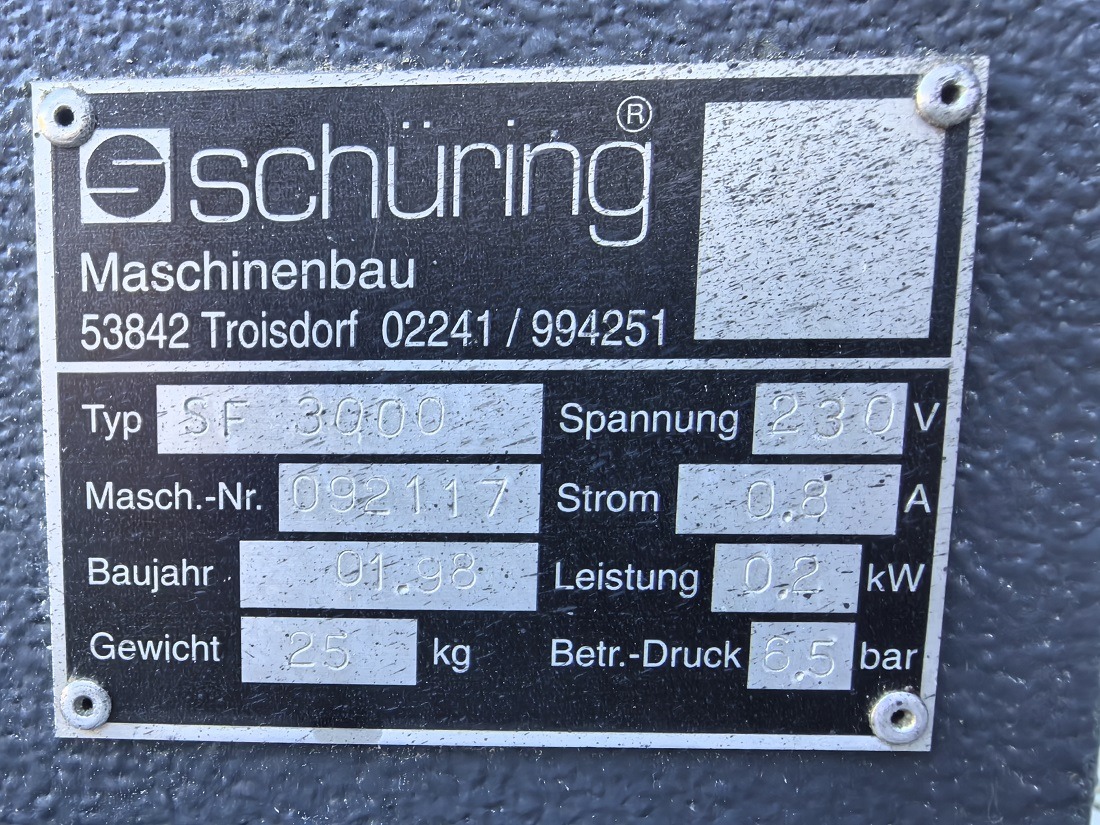 schüring ®
Maschinenbau
53842 Troisdorf 02241 / 994251
Typ SF 3000 Spannung 230 V
Masch.-Nr. 092117 Strom 0.8 A
Baujahr 01.98 Leistung 0.2 kW
Gewicht 25 kg Betr.-Druck 6.5 bar